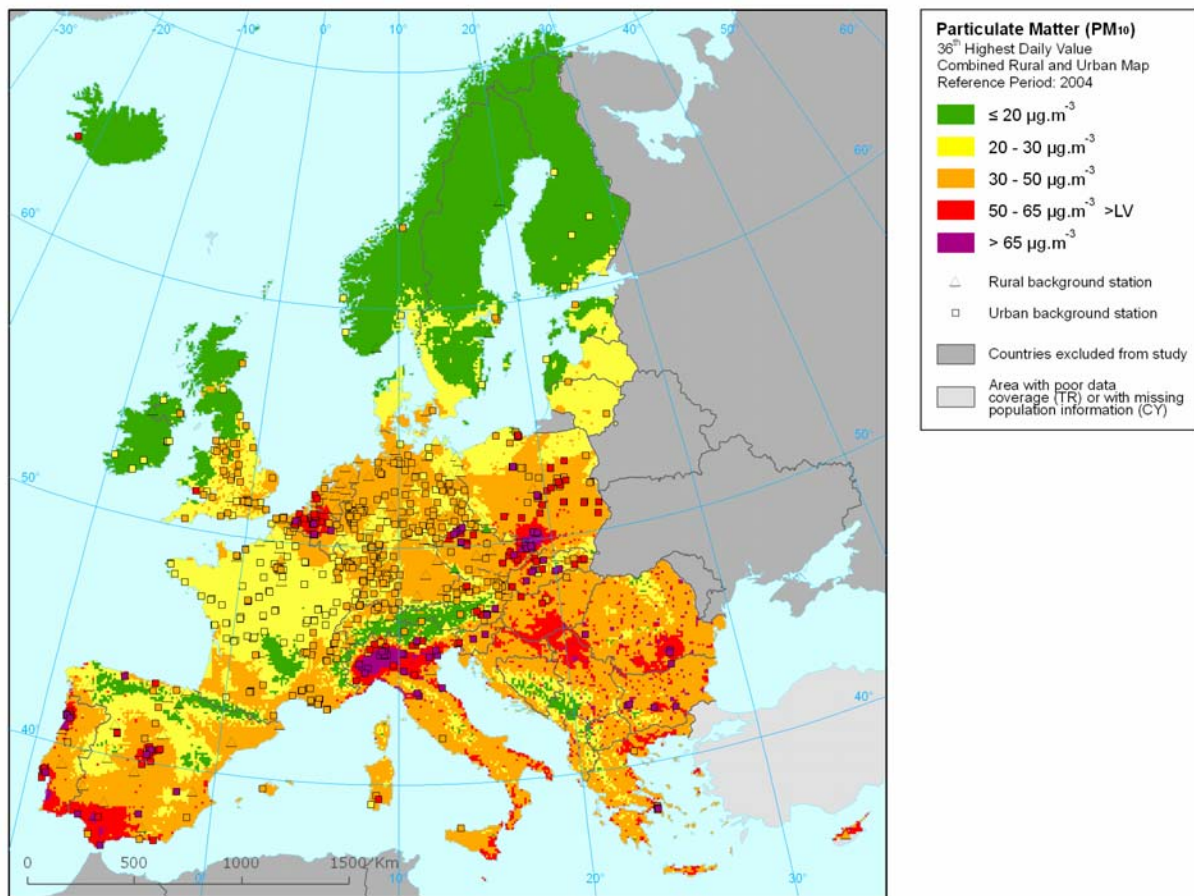 -30°
-20°
-10°
0°
10°
20°
30°
40°
50°
60°
60°
60°
50°
50°
40°
40°
0
500
1000
1500 Km
0°
10°
20°
30°
Particulate Matter (PM₁₀)
36th Highest Daily Value
Combined Rural and Urban Map
Reference Period: 2004
≤ 20 µg.m⁻³
20 - 30 µg.m⁻³
30 - 50 µg.m⁻³
50 - 65 µg.m⁻³ >LV
> 65 µg.m⁻³
Rural background station
Urban background station
Countries excluded from study
Area with poor data
coverage (TR) or with missing
population information (CY)